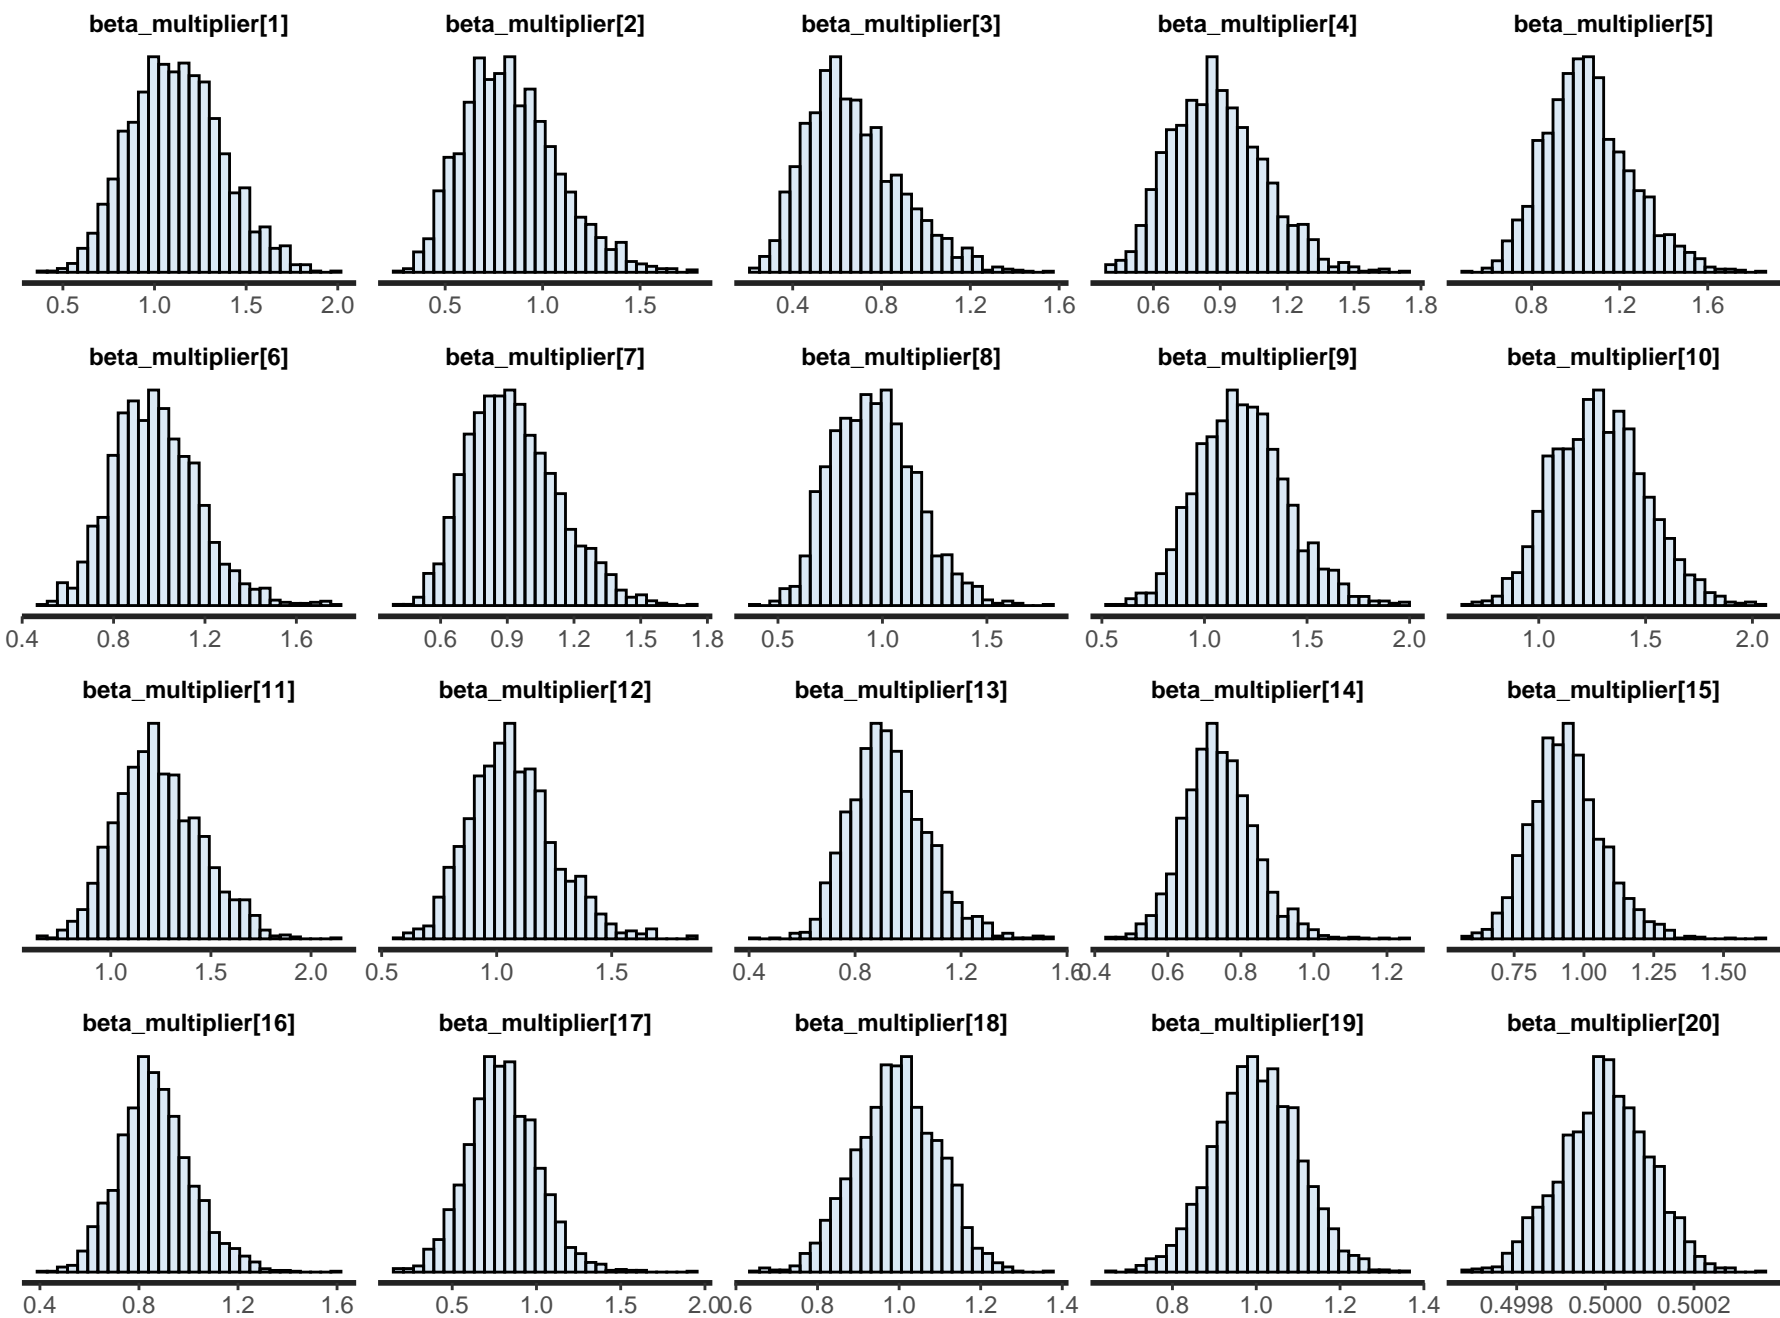 beta_multiplier[1] beta_multiplier[2] beta_multiplier[3] beta_multiplier[4] beta_multiplier[5]
0.5 1.0 1.5 2.0 0.5 1.0 1.5 0.4 0.8 1.2 1.6 0.6 0.9 1.2 1.5 1.8 0.8 1.2 1.6
beta_multiplier[6] beta_multiplier[7] beta_multiplier[8] beta_multiplier[9] beta_multiplier[10]
0.4 0.8 1.2 1.6 0.6 0.9 1.2 1.5 1.8 0.5 1.0 1.5 0.5 1.0 1.5 2.0 1.0 1.5 2.0
beta_multiplier[11] beta_multiplier[12] beta_multiplier[13] beta_multiplier[14] beta_multiplier[15]
1.0 1.5 2.0 0.5 1.0 1.5 0.4 0.8 1.2 1.6 0.4 0.6 0.8 1.0 1.2 0.75 1.00 1.25 1.50
beta_multiplier[16] beta_multiplier[17] beta_multiplier[18] beta_multiplier[19] beta_multiplier[20]
0.4 0.8 1.2 1.6 0.5 1.0 1.5 2.0 0.6 0.8 1.0 1.2 1.4 0.8 1.0 1.2 1.4 0.4998 0.5000 0.5002